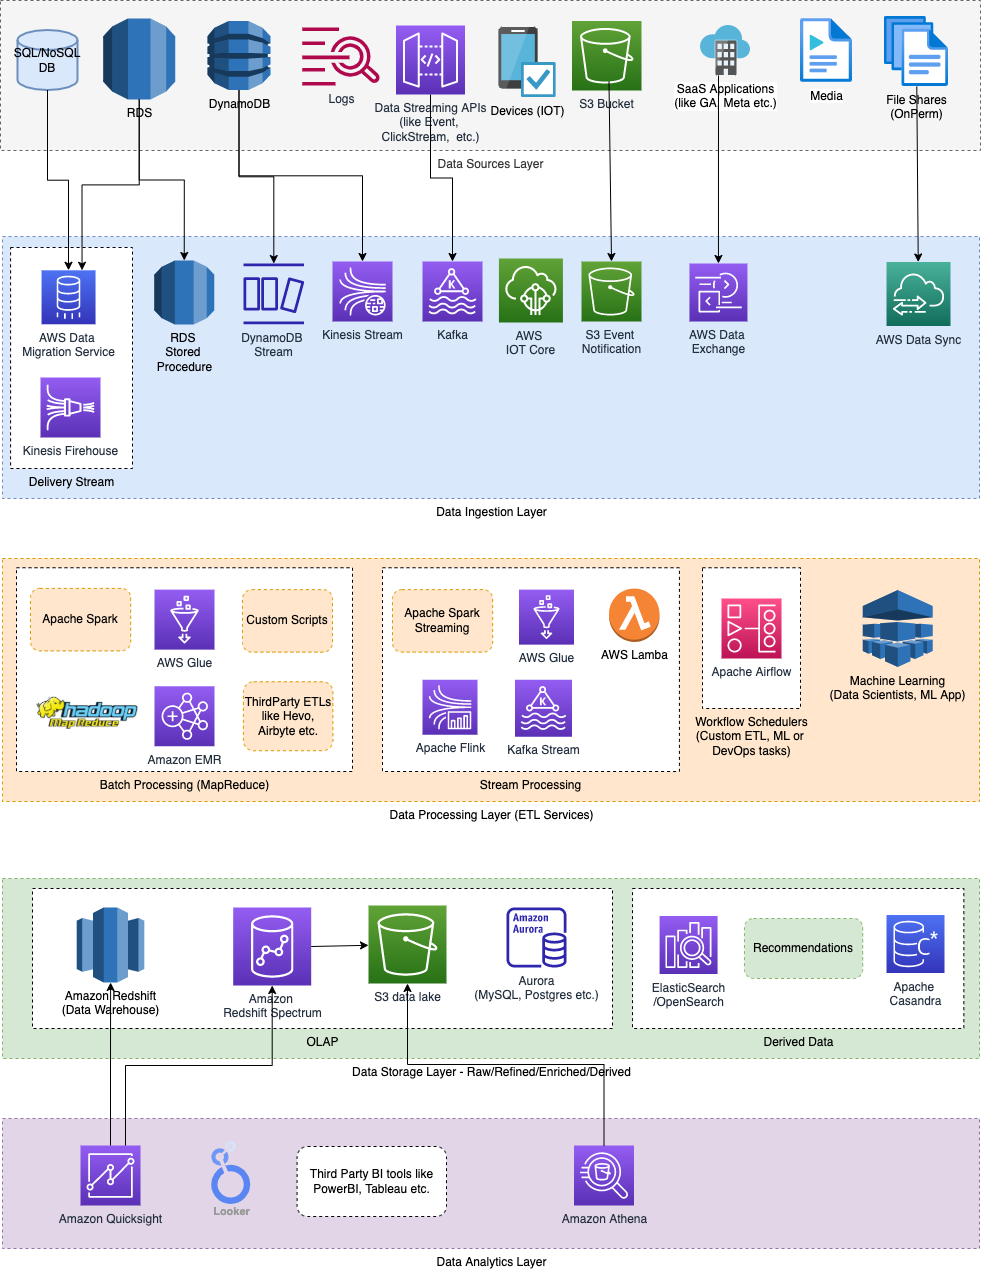 SQL/NoSQL
DB
RDS
DynamoDB
Logs
Data Streaming APIs
(like Event,
ClickStream, etc.)
Devices (IOT)
S3 Bucket
SaaS Applications
(like GA, Meta etc.)
Media
File Shares
(OnPerm)
Data Sources Layer
AWS Data
Migration Service
RDS
Stored
Procedure
DynamoDB
Stream
Kinesis Stream
K
Kafka
AWS
IOT Core
S3 Event
Notification
AWS Data
Exchange
AWS Data Sync
Kinesis Firehouse
Delivery Stream
Data Ingestion Layer
Apache Spark
AWS Glue
Custom Scripts
hadoop
Map Reduce
Amazon EMR
ThirdParty ETLs
like Hevo,
Airbyte etc.
Batch Processing (MapReduce)
Apache Spark
Streaming
AWS Glue
AWS Lamba
Apache Flink
K
Kafka Stream
Stream Processing
Apache Airflow
Workflow Schedulers
(Custom ETL, ML or
DevOps tasks)
Machine Learning
(Data Scientists, ML App)
Data Processing Layer (ETL Services)
Amazon Redshift
(Data Warehouse)
Amazon
Redshift Spectrum
S3 data lake
Amazon
Aurora
Aurora
(MySQL, Postgres etc.)
OLAP
ElasticSearch
/OpenSearch
Recommendations
C*
Apache
Casandra
Derived Data
Data Storage Layer - Raw/Refined/Enriched/Derived
Amazon Quicksight
Looker
Third Party BI tools like
PowerBI, Tableau etc.
Amazon Athena
Data Analytics Layer